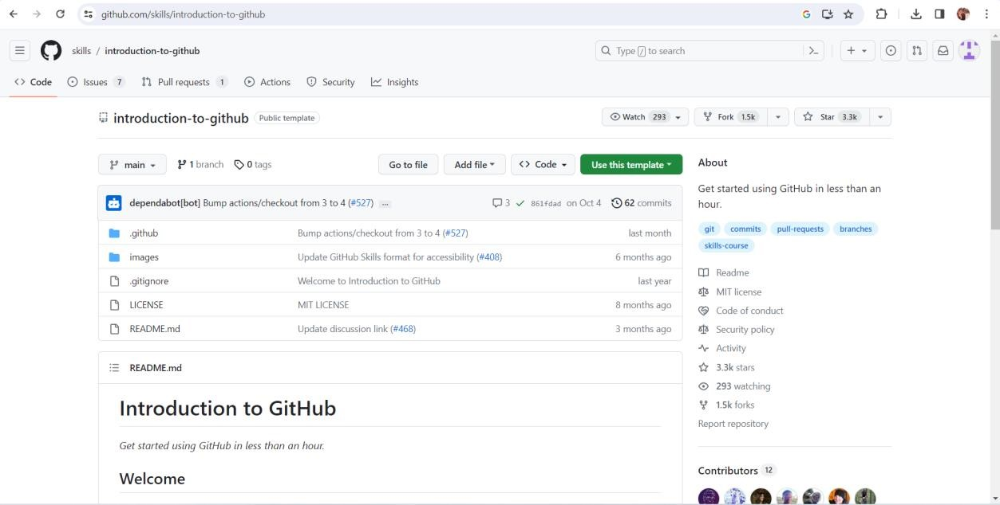 github.com/skills/introduction-to-github
skills / introduction-to-github
Type / to search
Code Issues 7 Pull requests 1 Actions Security Insights
introduction-to-github Public template
Watch 293 Fork 1.5k Star 3.3k
main 1 branch 0 tags Go to file Add file Code Use this template
dependabot[bot] Bump actions/checkout from 3 to 4 (#527) ... 3 861fdad on Oct 4 62 commits
.github Bump actions/checkout from 3 to 4 (#527) last month
images Update GitHub Skills format for accessibility (#408) 6 months ago
.gitignore Welcome to Introduction to GitHub last year
LICENSE MIT LICENSE 8 months ago
README.md Update discussion link (#468) 3 months ago
README.md
Introduction to GitHub
Get started using GitHub in less than an hour.
Welcome
About
Get started using GitHub in less than an
hour.
git commits pull-requests branches
skills-course
Readme
MIT license
Code of conduct
Security policy
Activity
3.3k stars
293 watching
1.5k forks
Report repository
Contributors 12